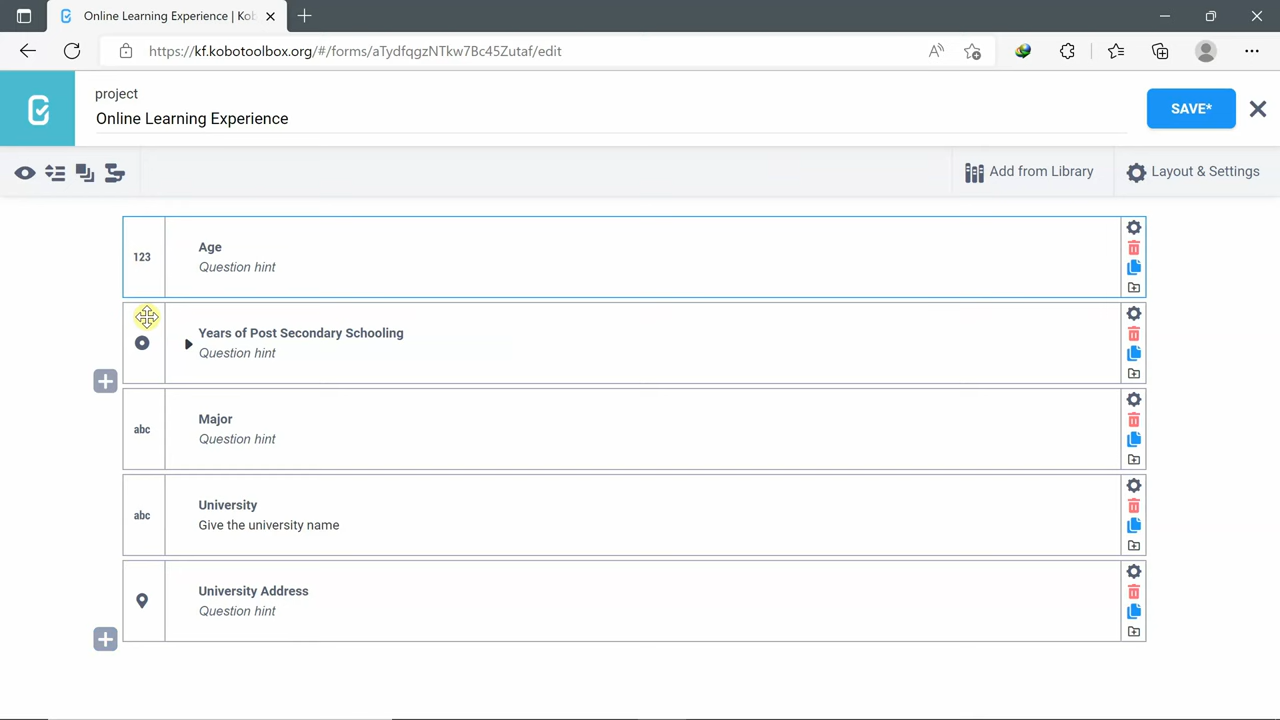 Online Learning Experience | Kob
https://kf.kobotoolbox.org/#/forms/aTydfqgzNTkw7Bc45Zutaf/edit
project
Online Learning Experience
SAVE*
Add from Library
Layout & Settings
123
Age
Question hint
Years of Post Secondary Schooling
Question hint
abc
Major
Question hint
abc
University
Give the university name
University Address
Question hint